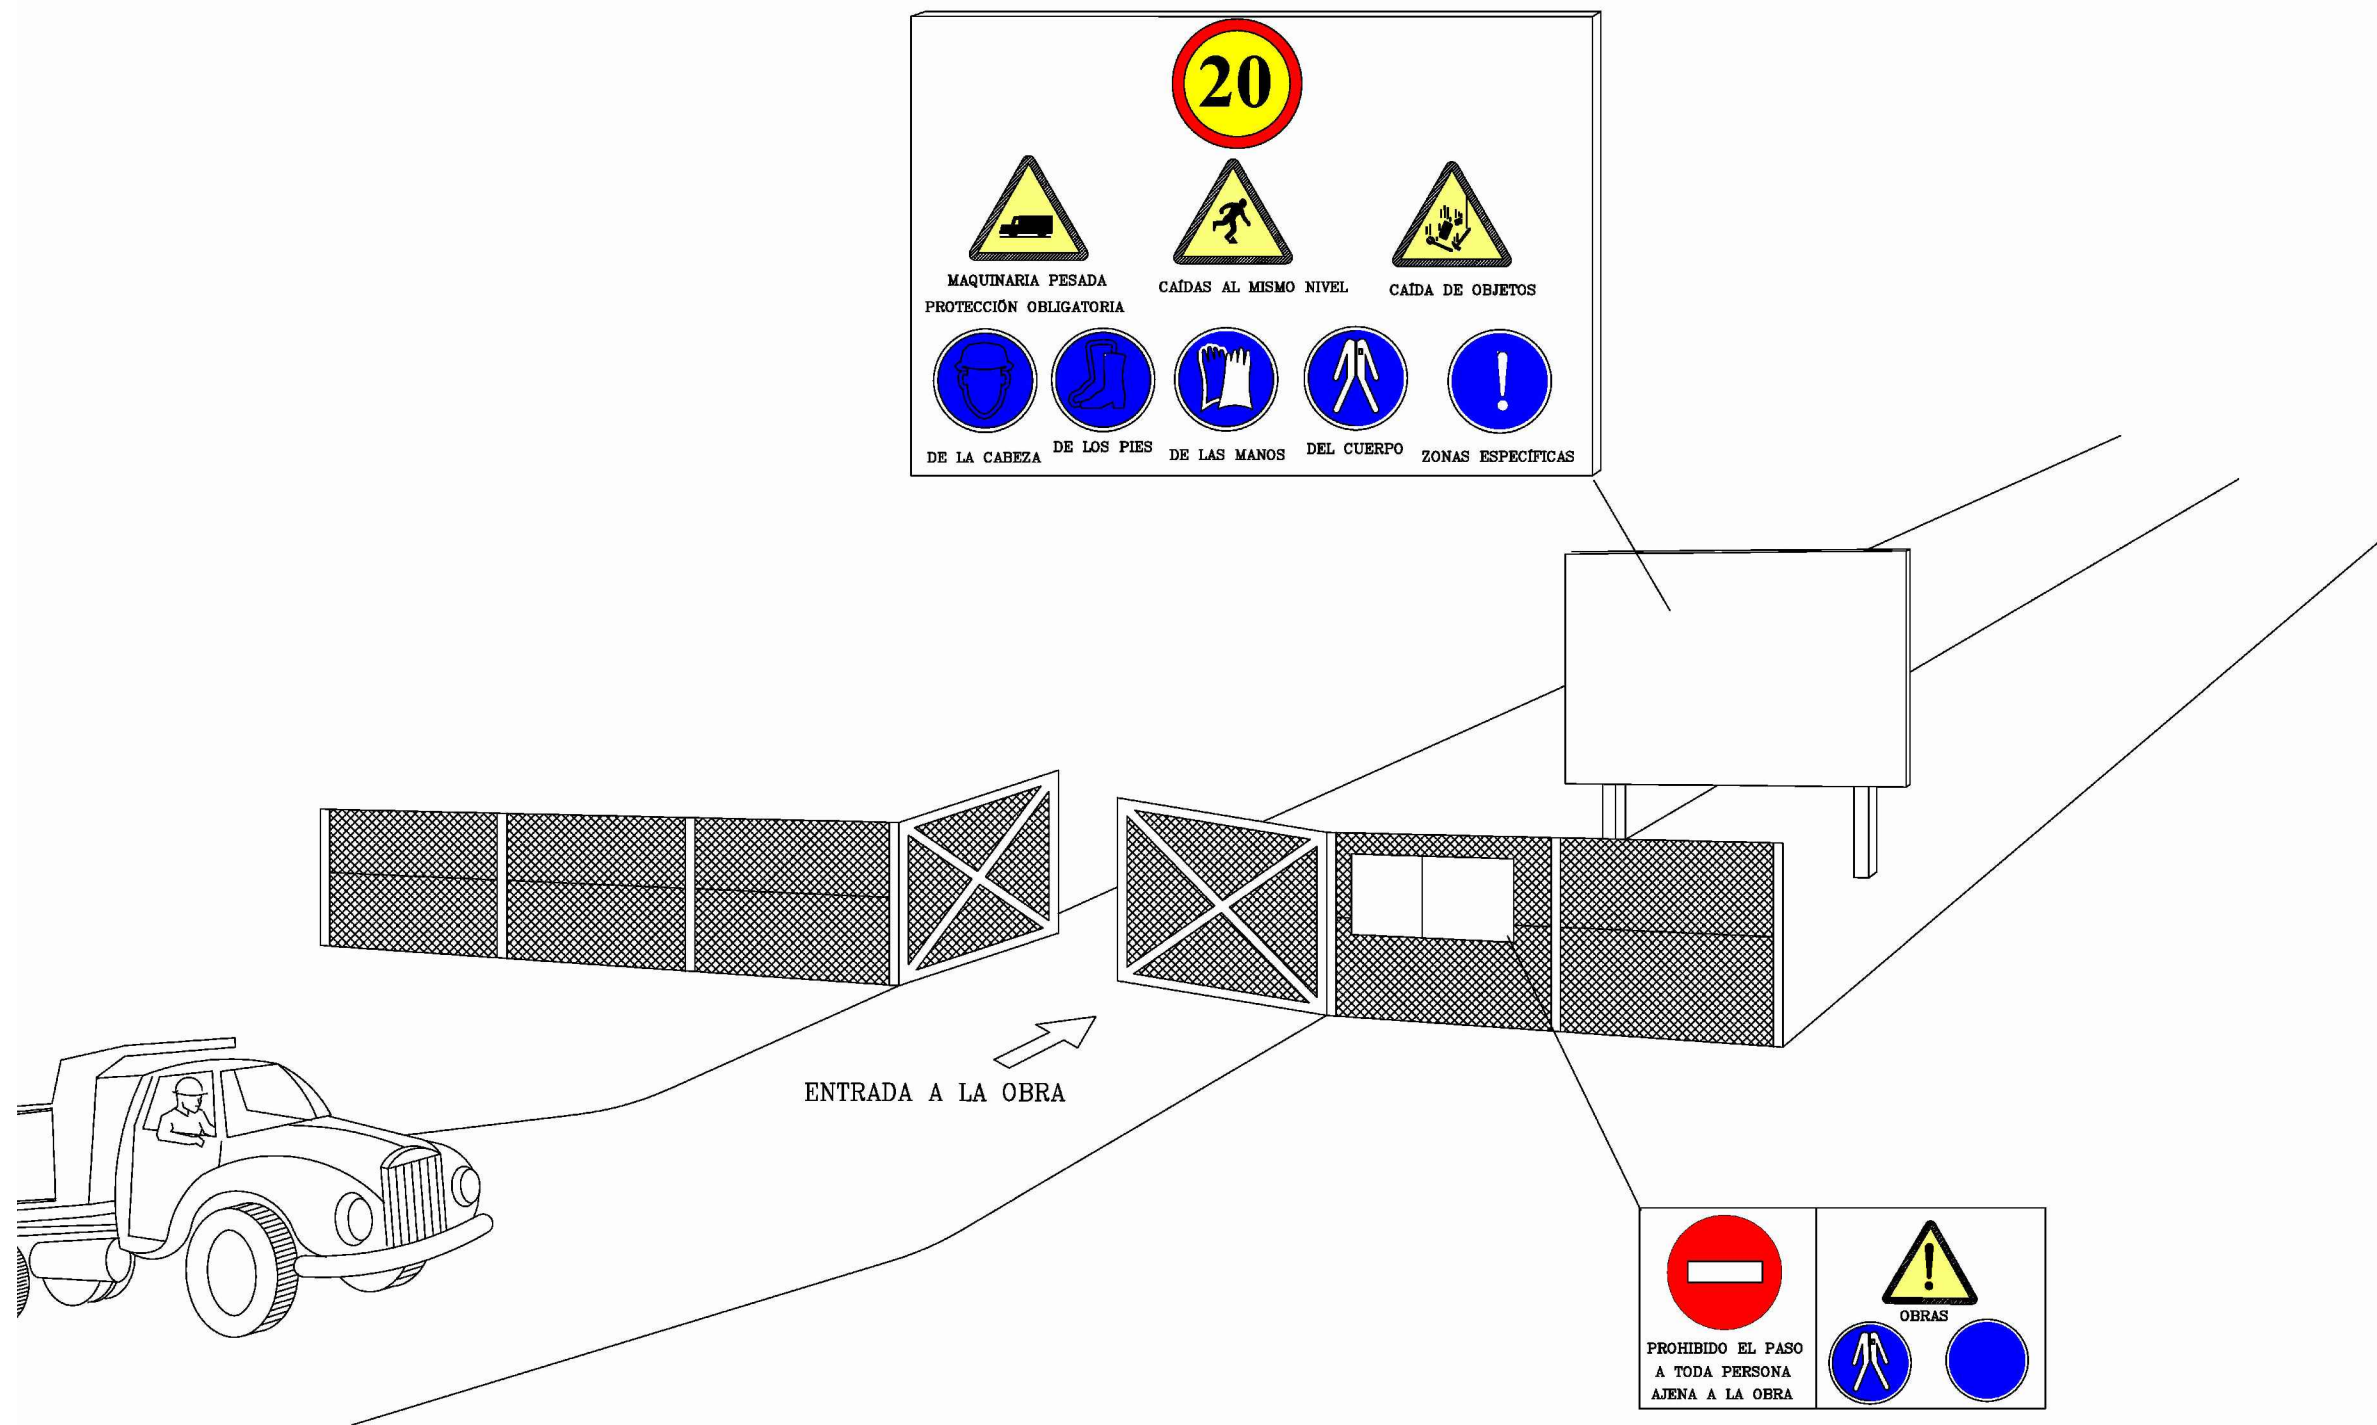 20
MAQUINARIA PESADA
CAÍDAS AL MISMO NIVEL
CAÍDA DE OBJETOS
PROTECCIÓN OBLIGATORIA
DE LA CABEZA
DE LOS PIES
DE LAS MANOS
DEL CUERPO
ZONAS ESPECÍFICAS
ENTRADA A LA OBRA
PROHIBIDO EL PASO
A TODA PERSONA
AJENA A LA OBRA
OBRAS